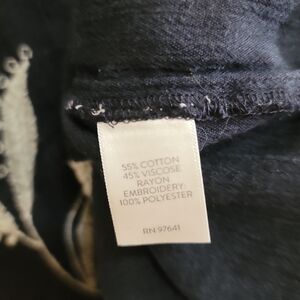 55% COTTON
45% VISCOSE
RAYON
EMBROIDERY:
100% POLYESTER
RN 97641